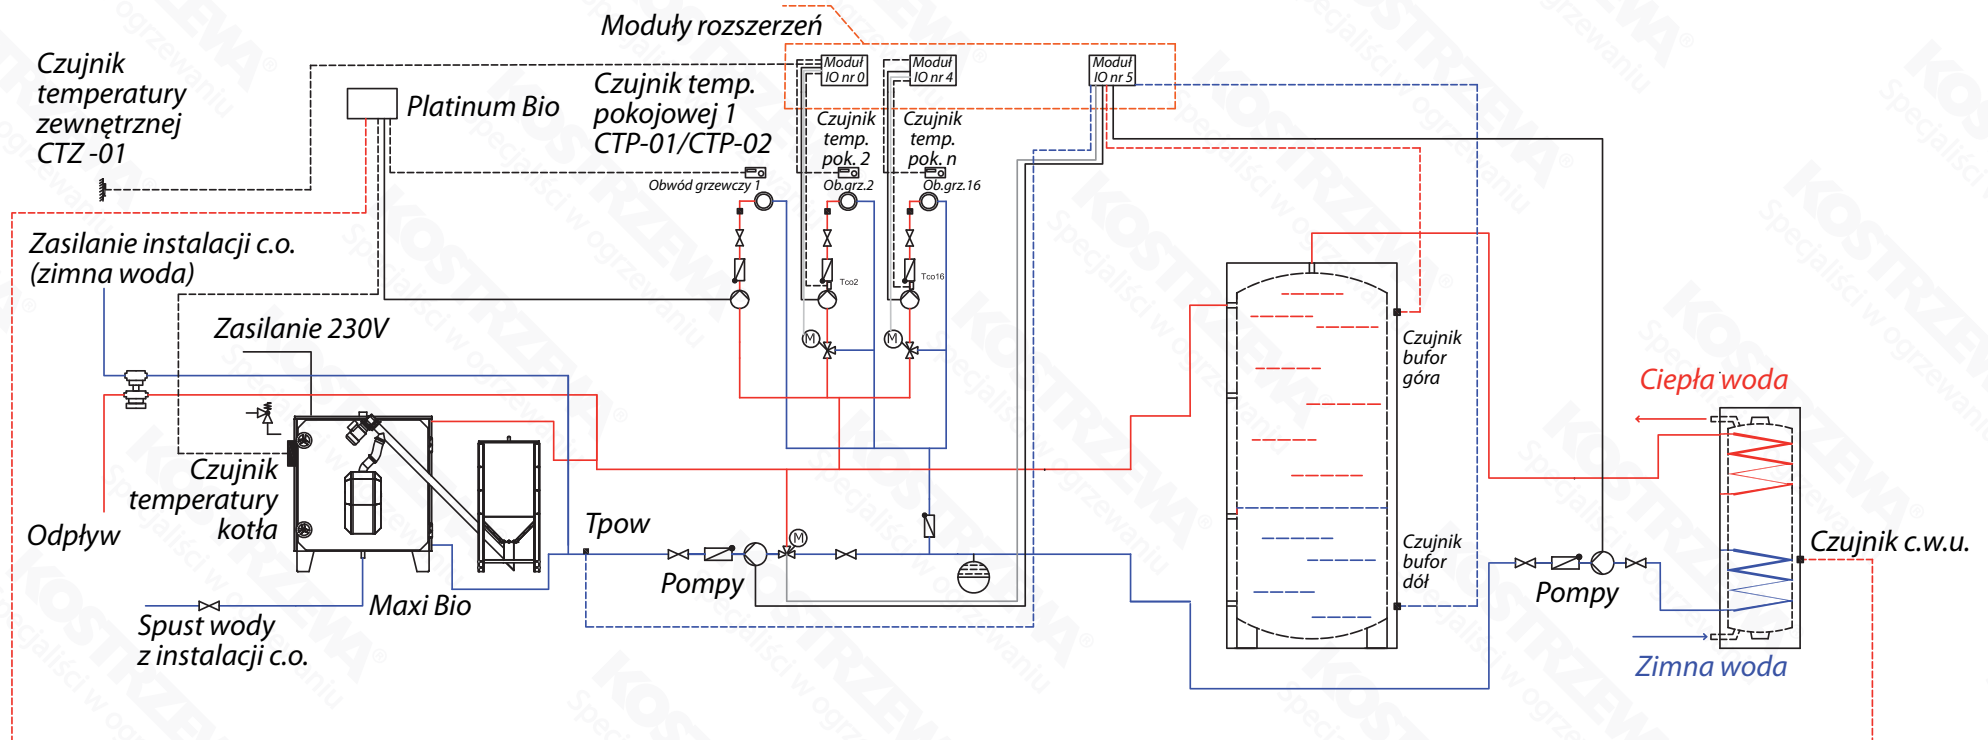 Moduły rozszerzeń
Czujnik
temperatury
zewnętrznej
CTZ -01
Platinum Bio
Czujnik temp.
pokojowej 1
CTP-01/CTP-02
Moduł
IO nr 0
Moduł
IO nr 4
Moduł
IO nr 5
Czujnik
temp.
pok. 2
Czujnik
temp.
pok. n
Obwód grzewczy 1
Ob.grz.2
Ob.grz.16
Zasilanie instalacji c.o.
(zimna woda)
Tco2
Tco16
Zasilanie 230V
M
M
Czujnik
bufor
góra
Ciepła woda
Czujnik
temperatury
kotła
Odpływ
Tpow
M
Pompy
Czujnik
bufor
dół
Czujnik c.w.u.
Pompy
Maxi Bio
Spust wody
z instalacji c.o.
Zimna woda
KOSTRZEWA®
Specjaliści w ogrzewaniu